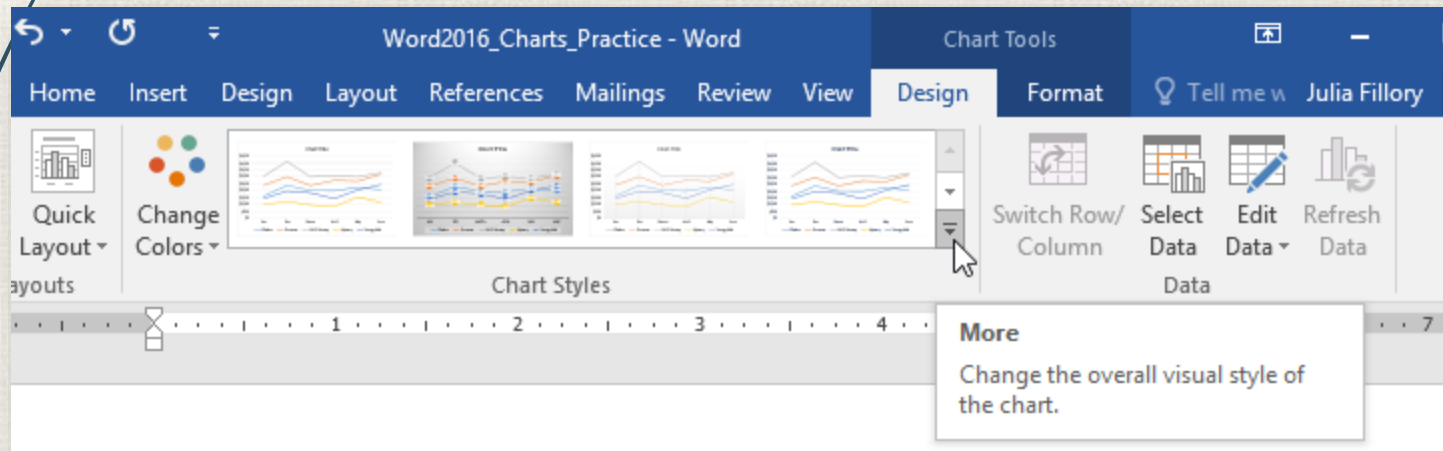 Word2016_Charts_Practice - Word
Chart Tools
Home Insert Design Layout References Mailings Review View Design Format Tell me w Julia Fillory
Quick
Layout
Change
Colors
Switch Row/
Column
Select
Data
Edit
Data
Refresh
Data
ayouts
Chart Styles
Data
1 2 3 4 7
More
Change the overall visual style of
the chart.